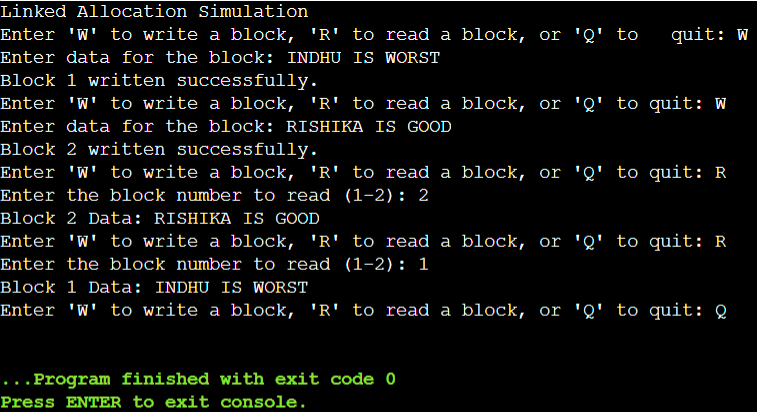 Linked Allocation Simulation
Enter 'W' to write a block, 'R' to read a block, or 'Q' to   quit: W
Enter data for the block: INDHU IS WORST
Block 1 written successfully.
Enter 'W' to write a block, 'R' to read a block, or 'Q' to quit: W
Enter data for the block: RISHIKA IS GOOD
Block 2 written successfully.
Enter 'W' to write a block, 'R' to read a block, or 'Q' to quit: R
Enter the block number to read (1-2): 2
Block 2 Data: RISHIKA IS GOOD
Enter 'W' to write a block, 'R' to read a block, or 'Q' to quit: R
Enter the block number to read (1-2): 1
Block 1 Data: INDHU IS WORST
Enter 'W' to write a block, 'R' to read a block, or 'Q' to quit: Q
...Program finished with exit code 0
Press ENTER to exit console.